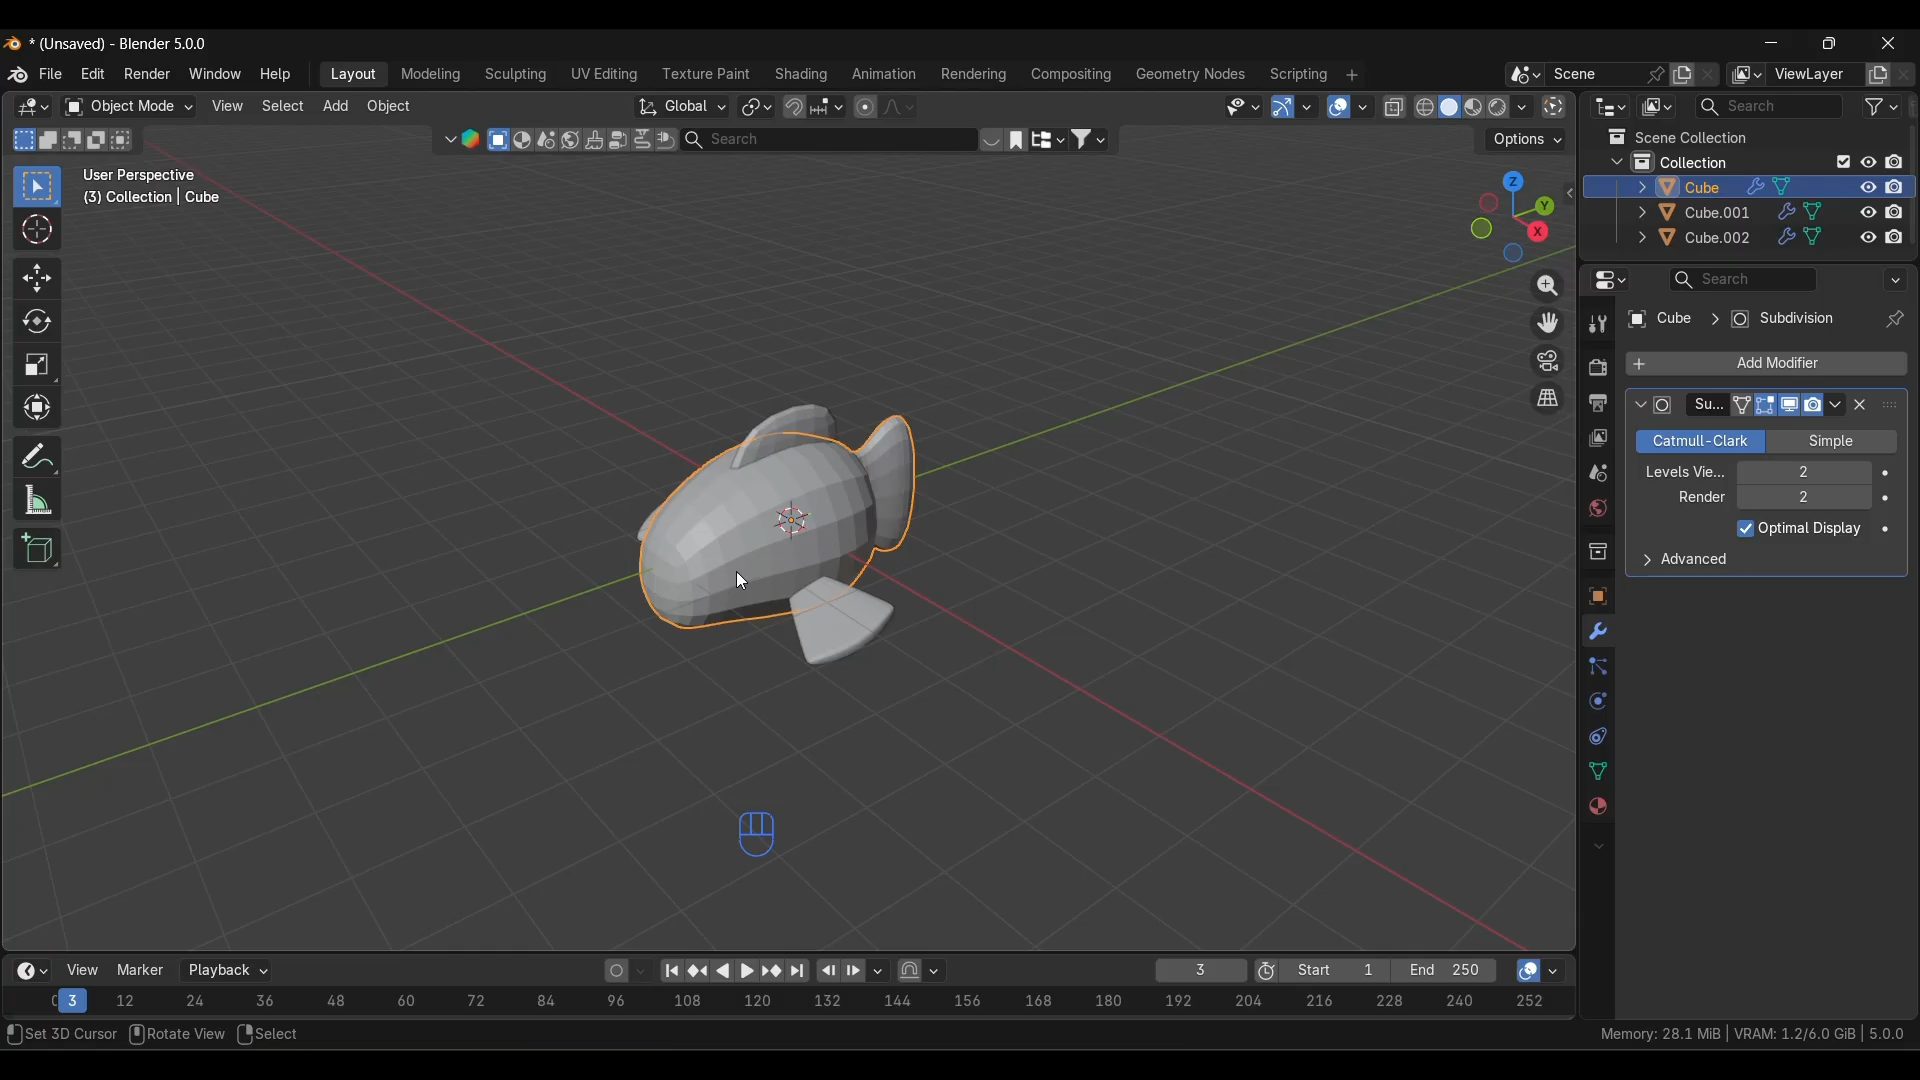 * (Unsaved) - Blender 5.0.0
File Edit Render Window Help Layout Modeling Sculpting UV Editing Texture Paint Shading Animation Rendering Compositing Geometry Nodes Scripting + Scene ViewLayer
Object Mode View Select Add Object Global Search
Search Options
Scene Collection
Collection
Cube
Cube.001
Cube.002
User Perspective
(3) Collection | Cube
Z
Y
X
Search
Cube > Subdivision
+ Add Modifier
Su...
Catmull-Clark Simple
Levels Vie... 2
Render 2
Optimal Display
Advanced
View Marker Playback 3 Start 1 End 250
3 12 24 36 48 60 72 84 96 108 120 132 144 156 168 180 192 204 216 228 240 252
Set 3D Cursor Rotate View Select Memory: 28.1 MiB | VRAM: 1.2/6.0 GiB | 5.0.0